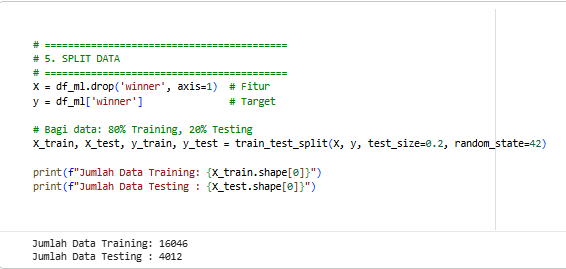 # ==========================================
# 5. SPLIT DATA
# ==========================================
X = df_ml.drop('winner', axis=1)  # Fitur
y = df_ml['winner']               # Target
# Bagi data: 80% Training, 20% Testing
X_train, X_test, y_train, y_test = train_test_split(X, y, test_size=0.2, random_state=42)
print(f"Jumlah Data Training: {X_train.shape[0]}")
print(f"Jumlah Data Testing : {X_test.shape[0]}")
Jumlah Data Training: 16046
Jumlah Data Testing : 4012